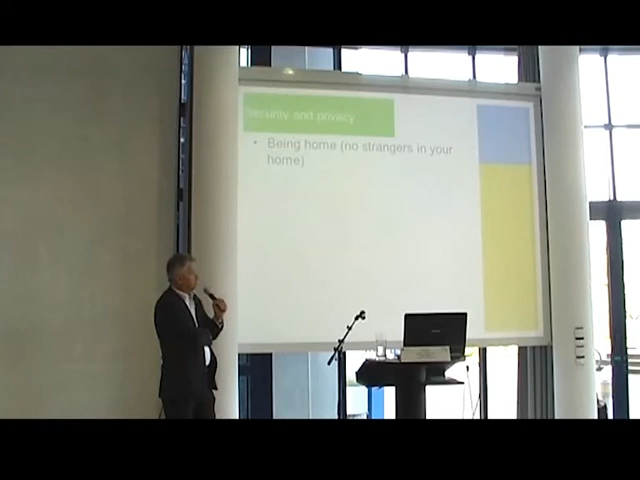 Security and privacy
• Being home (no strangers in your
home)